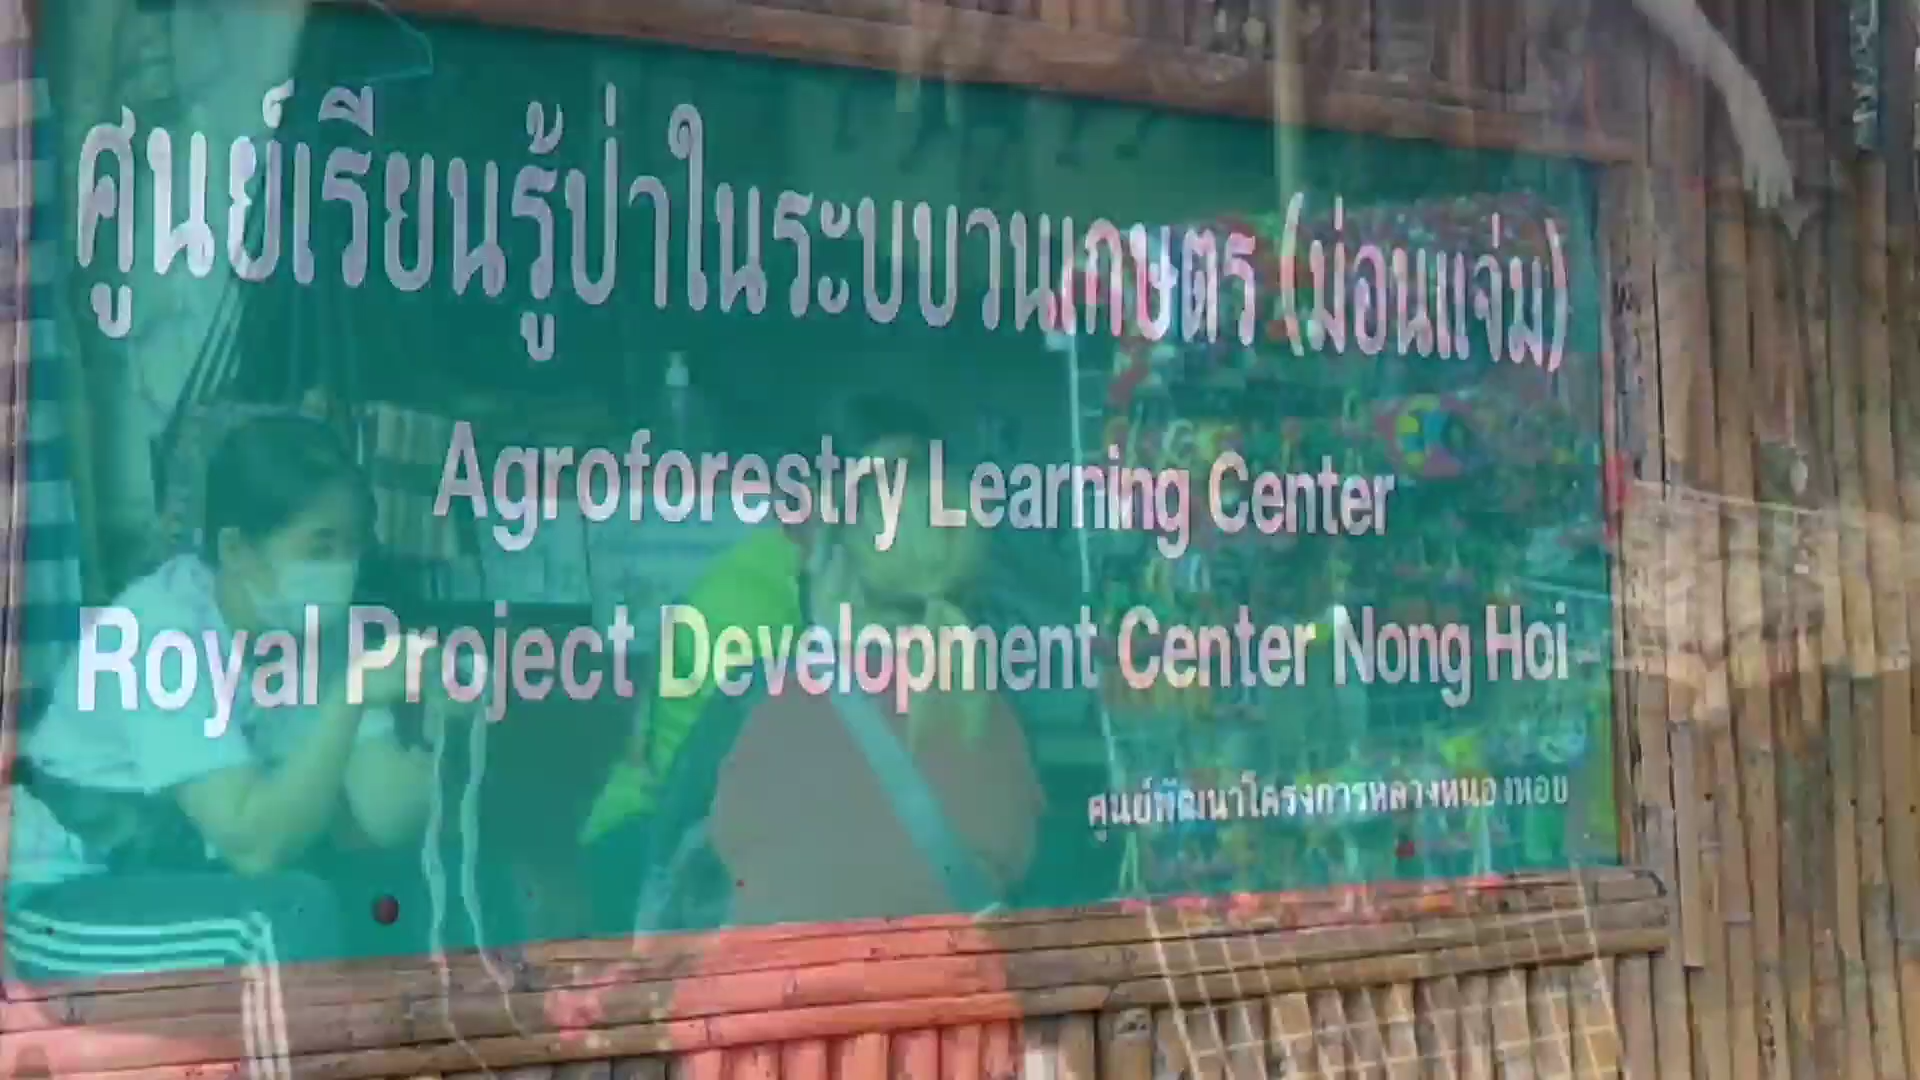 ศูนย์เรียนรู้ป่าในระบบวนเกษตร (ม่อนแจ่ม)
Agroforestry Learning Center
Royal Project Development Center Nong Hoi
ศูนย์พัฒนาโครงการหลวงหนองหอย